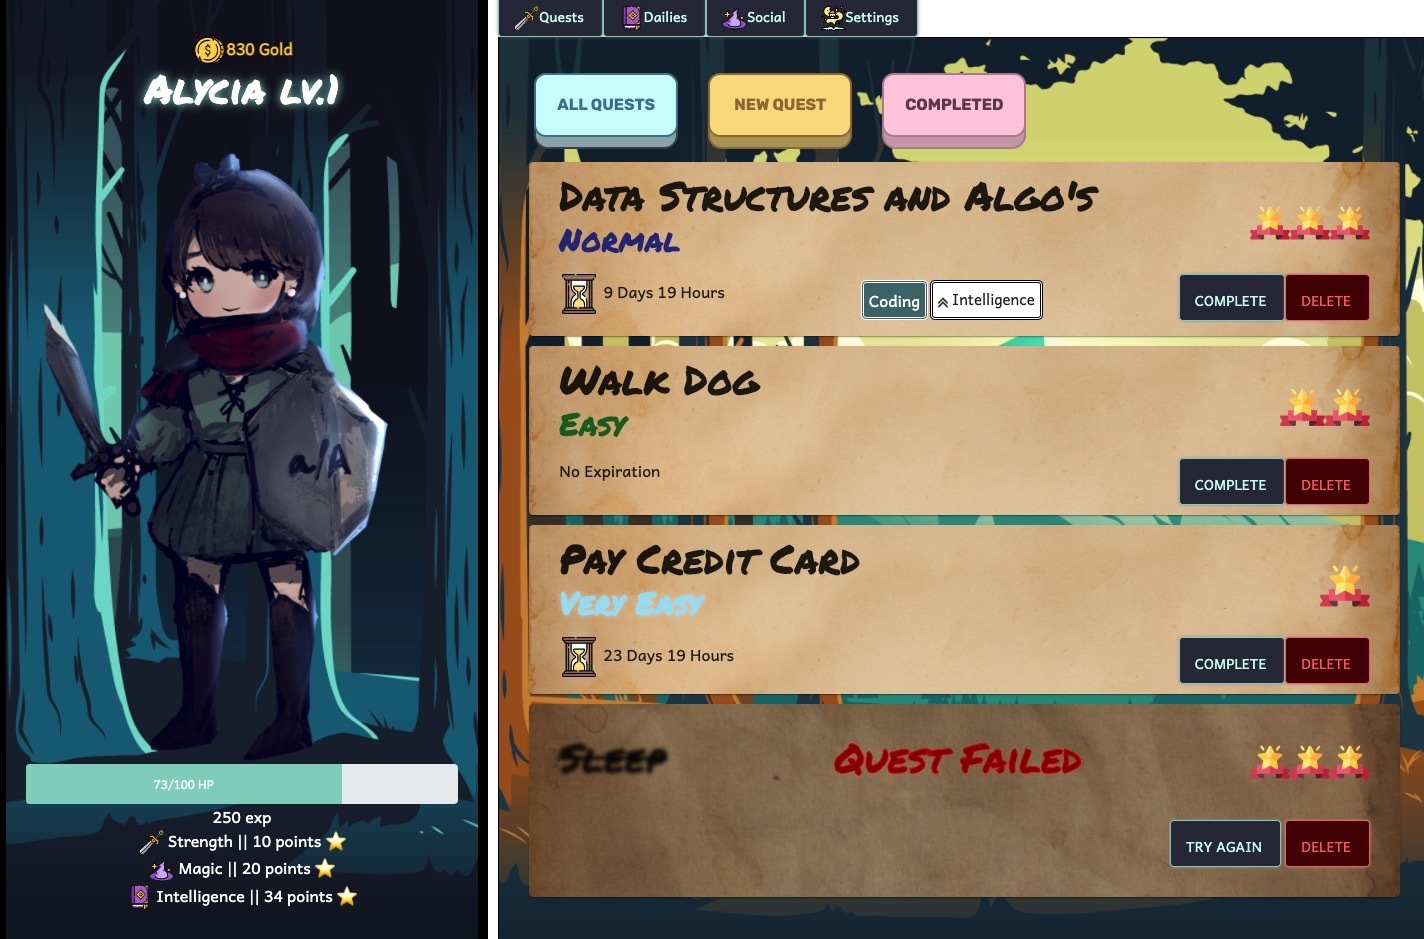 830 Gold
Alycia lv.1
a/A
73/100 HP
250 exp
Strength || 10 points
Magic || 20 points
Intelligence || 34 points
Quests Dailies Social Settings
ALL QUESTS NEW QUEST COMPLETED
Data Structures and Algo's
Normal
9 Days 19 Hours Coding Intelligence COMPLETE DELETE
Walk Dog
Easy
No Expiration COMPLETE DELETE
Pay Credit Card
Very Easy
23 Days 19 Hours COMPLETE DELETE
Sleep Quest Failed
TRY AGAIN DELETE